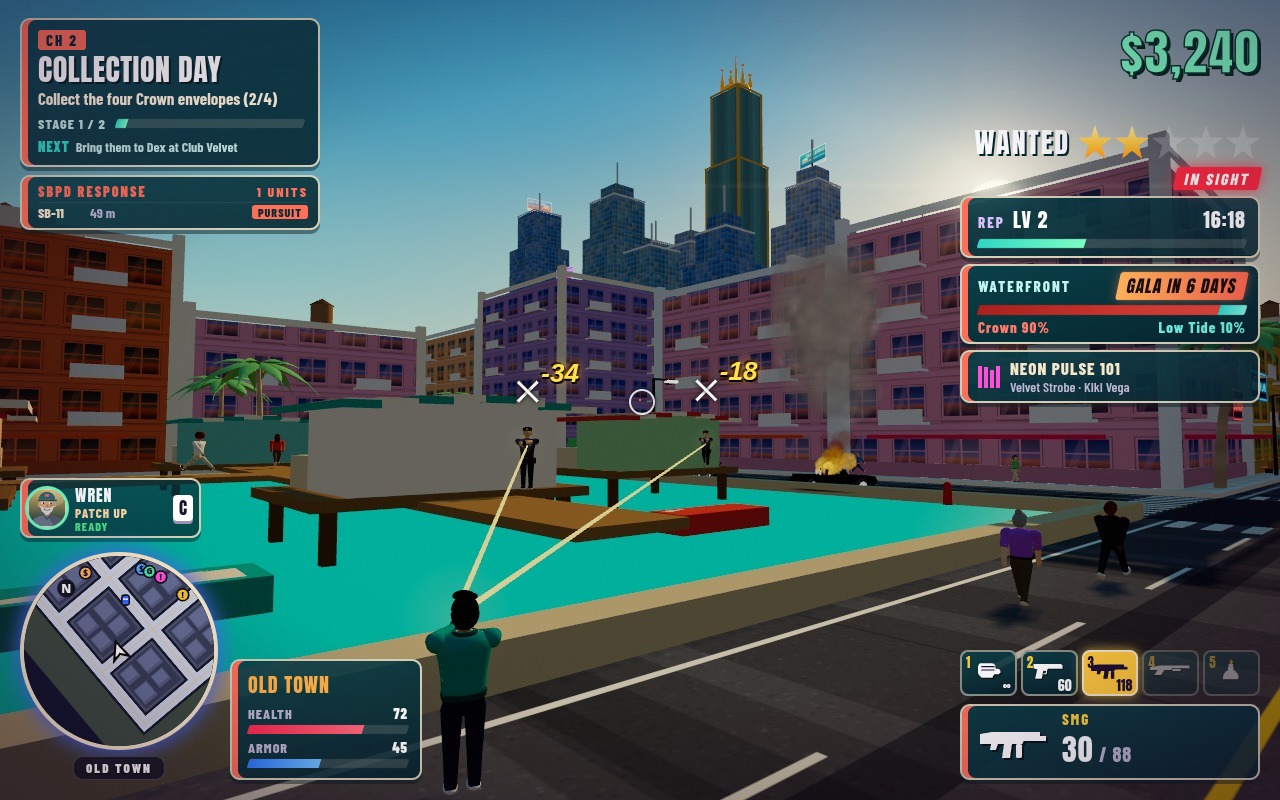 CH 2
COLLECTION DAY
Collect the four Crown envelopes (2/4)
STAGE 1 / 2
NEXT Bring them to Dex at Club Velvet
SBPD RESPONSE 1 UNITS
SB-11 49 m PURSUIT
$3,240
WANTED
IN SIGHT
REP LV 2 16:18
WATERFRONT GALA IN 6 DAYS
Crown 90% Low Tide 10%
NEON PULSE 101
Velvet Strobe · Kiki Vega
-34
-18
WREN
PATCH UP
READY
C
N
$
G
!
!
OLD TOWN
OLD TOWN
HEALTH 72
ARMOR 45
1 ∞
2 60
3 118
4
5
SMG
30 / 88